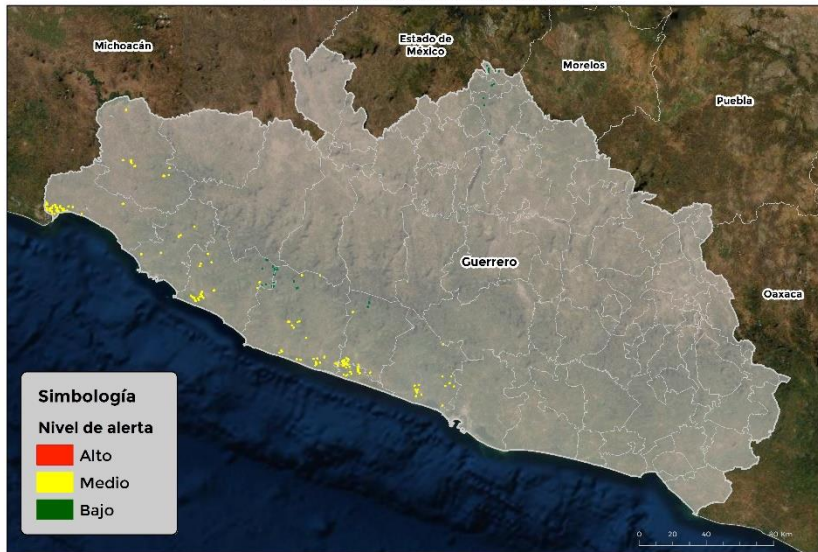 Michoacán
Estado de
México
Morelos
Puebla
Guerrero
Oaxaca
Simbología
Nivel de alerta
Alto
Medio
Bajo
0 20 40 80 Km